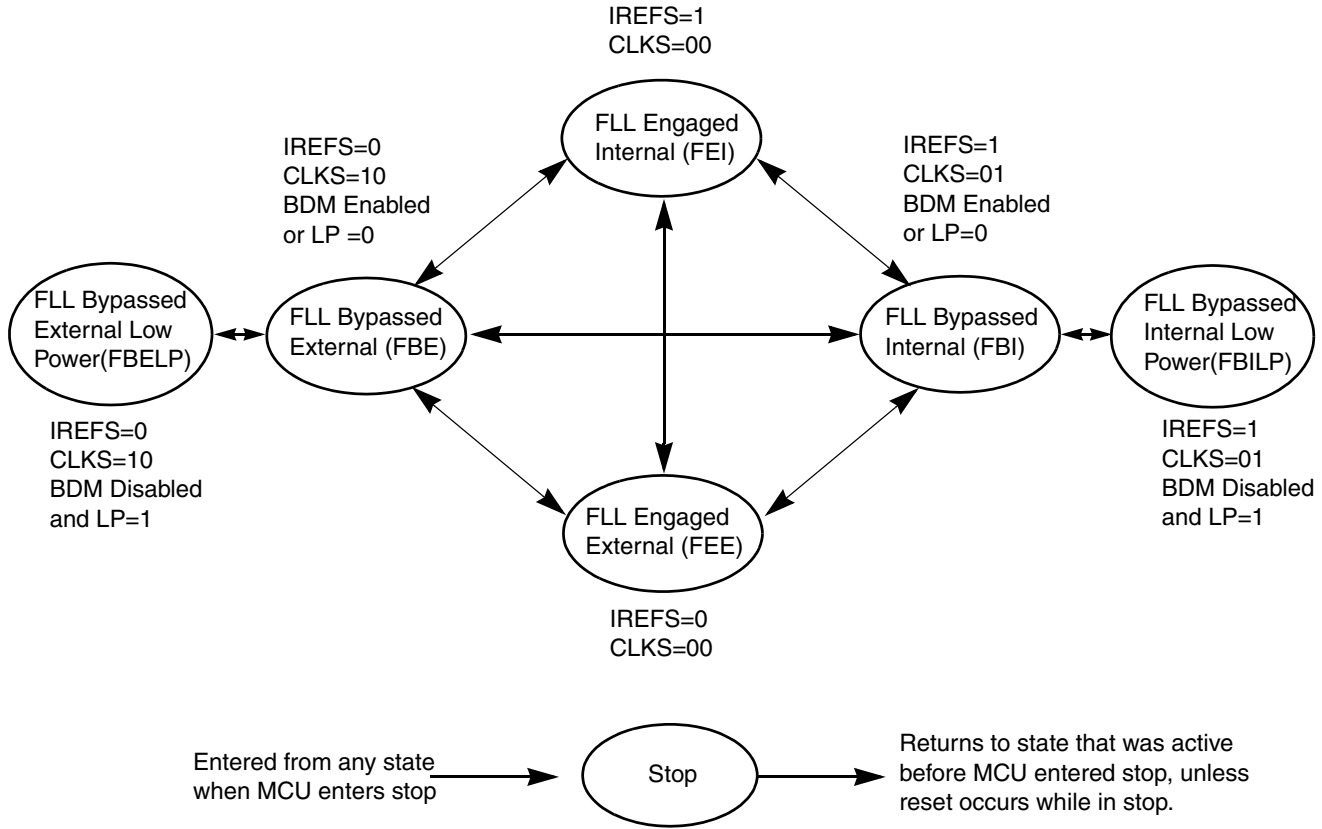 IREFS=1
CLKS=00
FLL Engaged
Internal (FEI)
IREFS=0
CLKS=10
BDM Enabled
or LP =0
IREFS=1
CLKS=01
BDM Enabled
or LP=0
FLL Bypassed
External Low
Power(FBELP)
FLL Bypassed
External (FBE)
FLL Bypassed
Internal (FBI)
FLL Bypassed
Internal Low
Power(FBILP)
IREFS=0
CLKS=10
BDM Disabled
and LP=1
IREFS=1
CLKS=01
BDM Disabled
and LP=1
FLL Engaged
External (FEE)
IREFS=0
CLKS=00
Entered from any state
when MCU enters stop
Stop
Returns to state that was active
before MCU entered stop, unless
reset occurs while in stop.